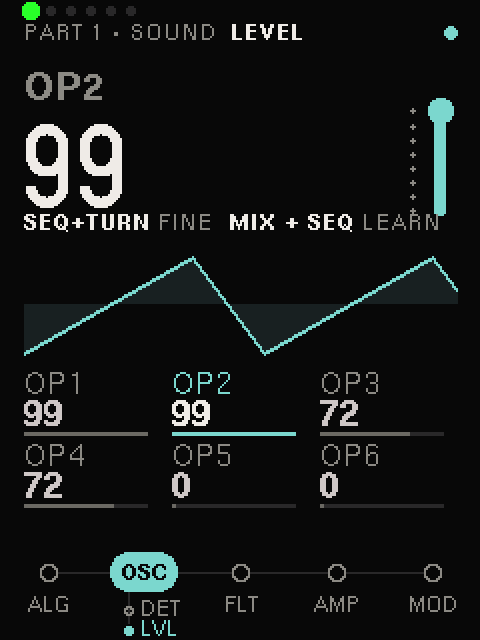 PART 1 · SOUND LEVEL
OP2
99
SEQ+TURN FINE MIX + SEQ LEARN
OP1 OP2 OP3
99 99 72
OP4 OP5 OP6
72 0 0
OSC
ALG FLT AMP MOD
DET
LVL